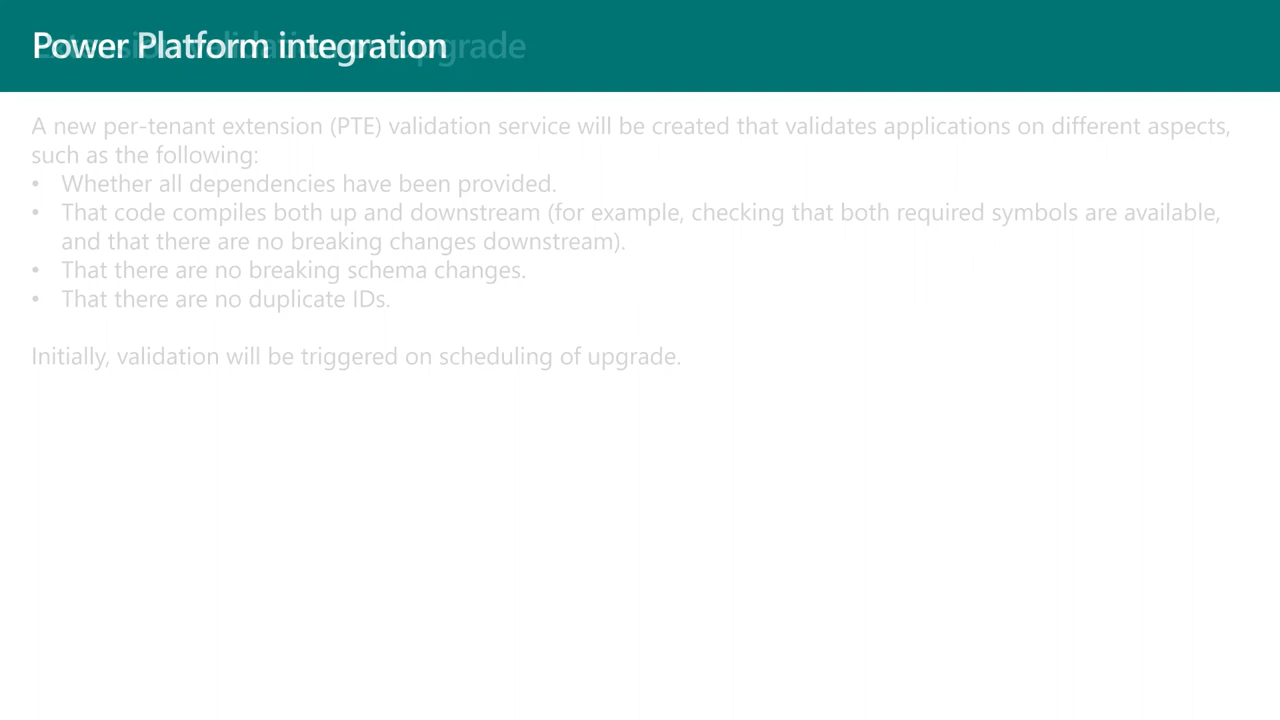 Power Platform integration
A new per-tenant extension (PTE) validation service will be created that validates applications on different aspects,
such as the following:
• Whether all dependencies have been provided.
• That code compiles both up and downstream (for example, checking that both required symbols are available,
and that there are no breaking changes downstream).
• That there are no breaking schema changes.
• That there are no duplicate IDs.
Initially, validation will be triggered on scheduling of upgrade.